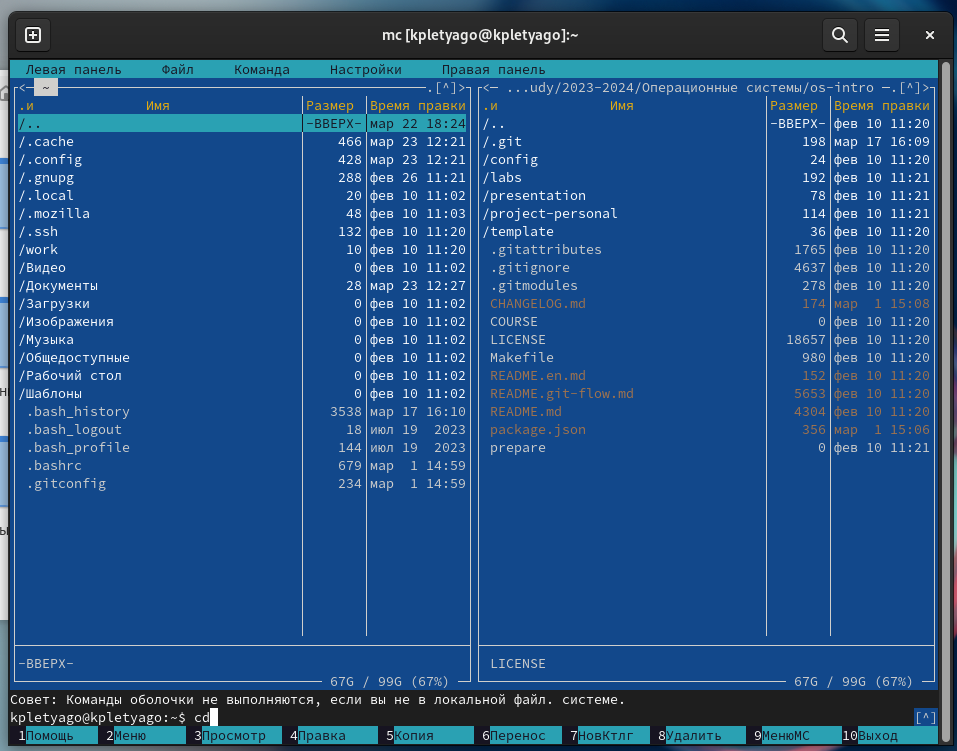 mc [kpletyago@kpletyago]:~
Левая панель Файл Команда Настройки Правая панель
<─ ~ .[^]> <─ ...udy/2023-2024/Операционные системы/os-intro ─.[^]>
.и Имя Размер Время правки .и Имя Размер Время правки
/.. -ВВЕРХ- мар 22 18:24 /.. -ВВЕРХ- фев 10 11:20
/.cache 466 мар 23 12:21 /.git 198 мар 17 16:09
/.config 428 мар 23 12:21 /config 24 фев 10 11:20
/.gnupg 288 фев 26 11:21 /labs 192 фев 10 11:21
/.local 20 фев 10 11:02 /presentation 78 фев 10 11:21
/.mozilla 48 фев 10 11:03 /project-personal 114 фев 10 11:21
/.ssh 132 фев 10 11:20 /template 36 фев 10 11:20
/work 10 фев 10 11:20 .gitattributes 1765 фев 10 11:20
/Видео 0 фев 10 11:02 .gitignore 4637 фев 10 11:20
/Документы 28 мар 23 12:27 .gitmodules 278 фев 10 11:20
/Загрузки 0 фев 10 11:02 CHANGELOG.md 174 мар 1 15:08
/Изображения 0 фев 10 11:02 COURSE 0 фев 10 11:20
/Музыка 0 фев 10 11:02 LICENSE 18657 фев 10 11:20
/Общедоступные 0 фев 10 11:02 Makefile 980 фев 10 11:20
/Рабочий стол 0 фев 10 11:02 README.en.md 152 фев 10 11:20
/Шаблоны 0 фев 10 11:02 README.git-flow.md 5653 фев 10 11:20
.bash_history 3538 мар 17 16:10 README.md 4304 фев 10 11:20
.bash_logout 18 июл 19 2023 package.json 356 мар 1 15:06
.bash_profile 144 июл 19 2023 prepare 0 фев 10 11:21
.bashrc 679 мар 1 14:59
.gitconfig 234 мар 1 14:59
-ВВЕРХ- LICENSE
67G / 99G (67%) 67G / 99G (67%)
Совет: Команды оболочки не выполняются, если вы не в локальной файл. системе.
kpletyago@kpletyago:~$ cd [^]
1Помощь 2Меню 3Просмотр 4Правка 5Копия 6Перенос 7НовКтлг 8Удалить 9МенюМС 10Выход